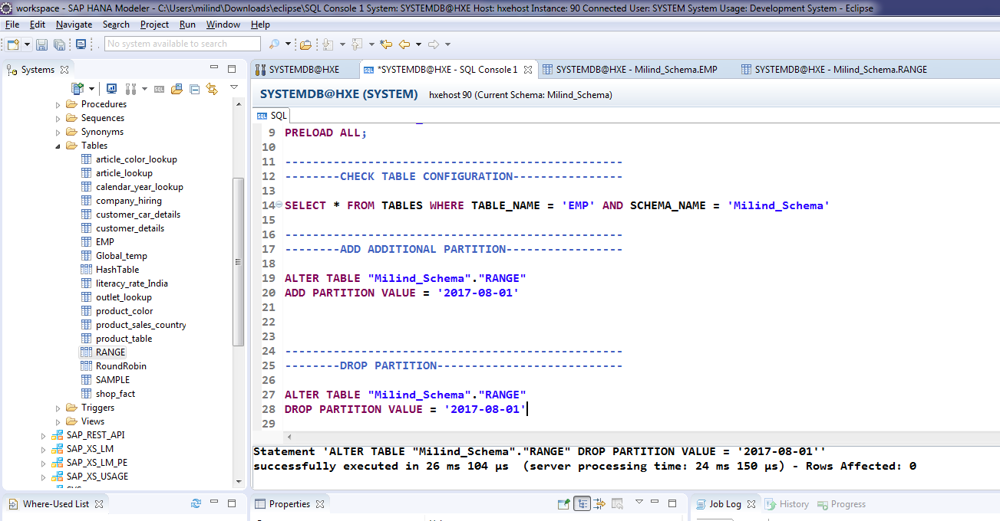 workspace - SAP HANA Modeler - C:\Users\milind\Downloads\eclipse\SQL Console 1 System: SYSTEMDB@HXE Host: hxehost Instance: 90 Connected User: SYSTEM System Usage: Development System - Eclipse
File Edit Navigate Search Project Run Window Help
No system available to search
Systems
Procedures
Sequences
Synonyms
Tables
article_color_lookup
article_lookup
calendar_year_lookup
company_hiring
customer_car_details
customer_details
EMP
Global_temp
HashTable
literacy_rate_India
outlet_lookup
product_color
product_sales_country
product_table
RANGE
RoundRobin
SAMPLE
shop_fact
Triggers
Views
SAP_REST_API
SAP_XS_LM
SAP_XS_LM_PE
SAP_XS_USAGE
SYSTEMDB@HXE
SQL *SYSTEMDB@HXE - SQL Console 1
SYSTEMDB@HXE - Milind_Schema.EMP
SYSTEMDB@HXE - Milind_Schema.RANGE
SYSTEMDB@HXE (SYSTEM) hxehost 90 (Current Schema: Milind_Schema)
SQL SQL
9 PRELOAD ALL;
10
11 -------------------------------------------------
12 --------CHECK TABLE CONFIGURATION----------------
13
14 SELECT * FROM TABLES WHERE TABLE_NAME = 'EMP' AND SCHEMA_NAME = 'Milind_Schema'
15
16 -------------------------------------------------
17 --------ADD ADDITIONAL PARTITION-----------------
18
19 ALTER TABLE "Milind_Schema"."RANGE"
20 ADD PARTITION VALUE = '2017-08-01'
21
22
23
24 -------------------------------------------------
25 --------DROP PARTITION---------------------------
26
27 ALTER TABLE "Milind_Schema"."RANGE"
28 DROP PARTITION VALUE = '2017-08-01'
29
Statement 'ALTER TABLE "Milind_Schema"."RANGE" DROP PARTITION VALUE = '2017-08-01''
successfully executed in 26 ms 104 µs (server processing time: 24 ms 150 µs) - Rows Affected: 0
Where-Used List
Properties
Job Log
History
Progress